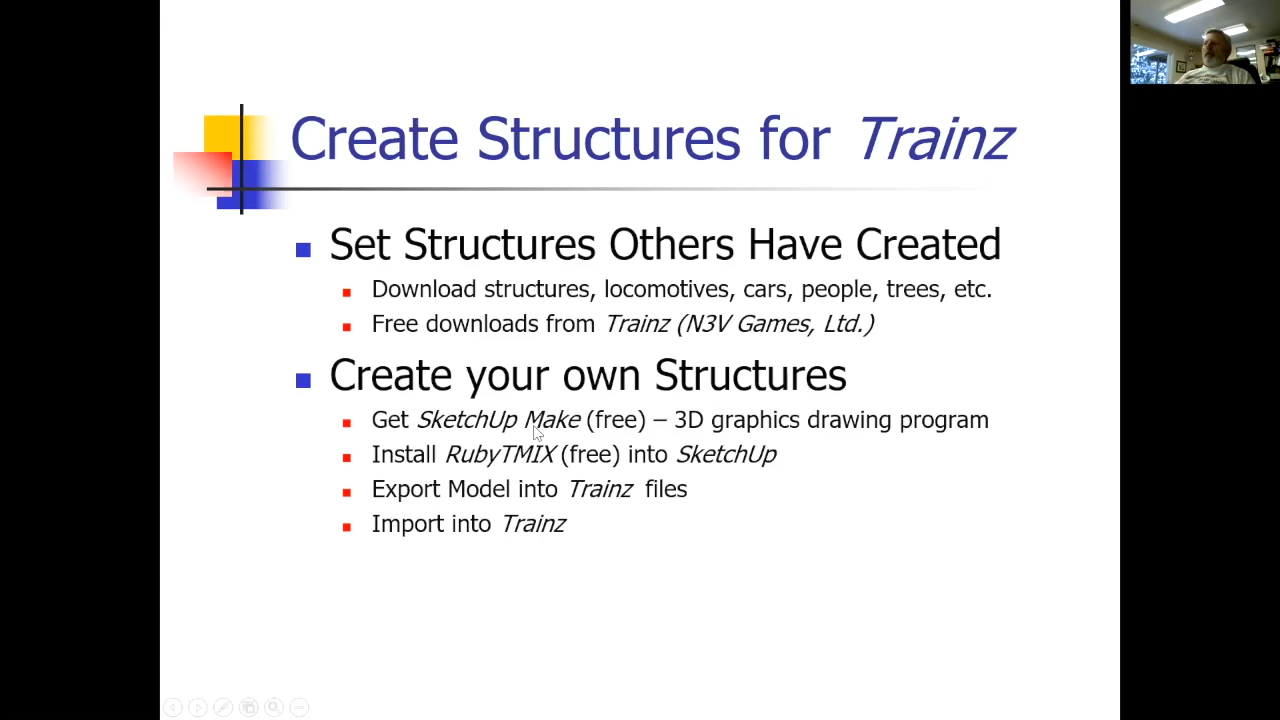 Create Structures for Trainz
Set Structures Others Have Created
Download structures, locomotives, cars, people, trees, etc.
Free downloads from Trainz (N3V Games, Ltd.)
Create your own Structures
Get SketchUp Make (free) – 3D graphics drawing program
Install RubyTMIX (free) into SketchUp
Export Model into Trainz files
Import into Trainz